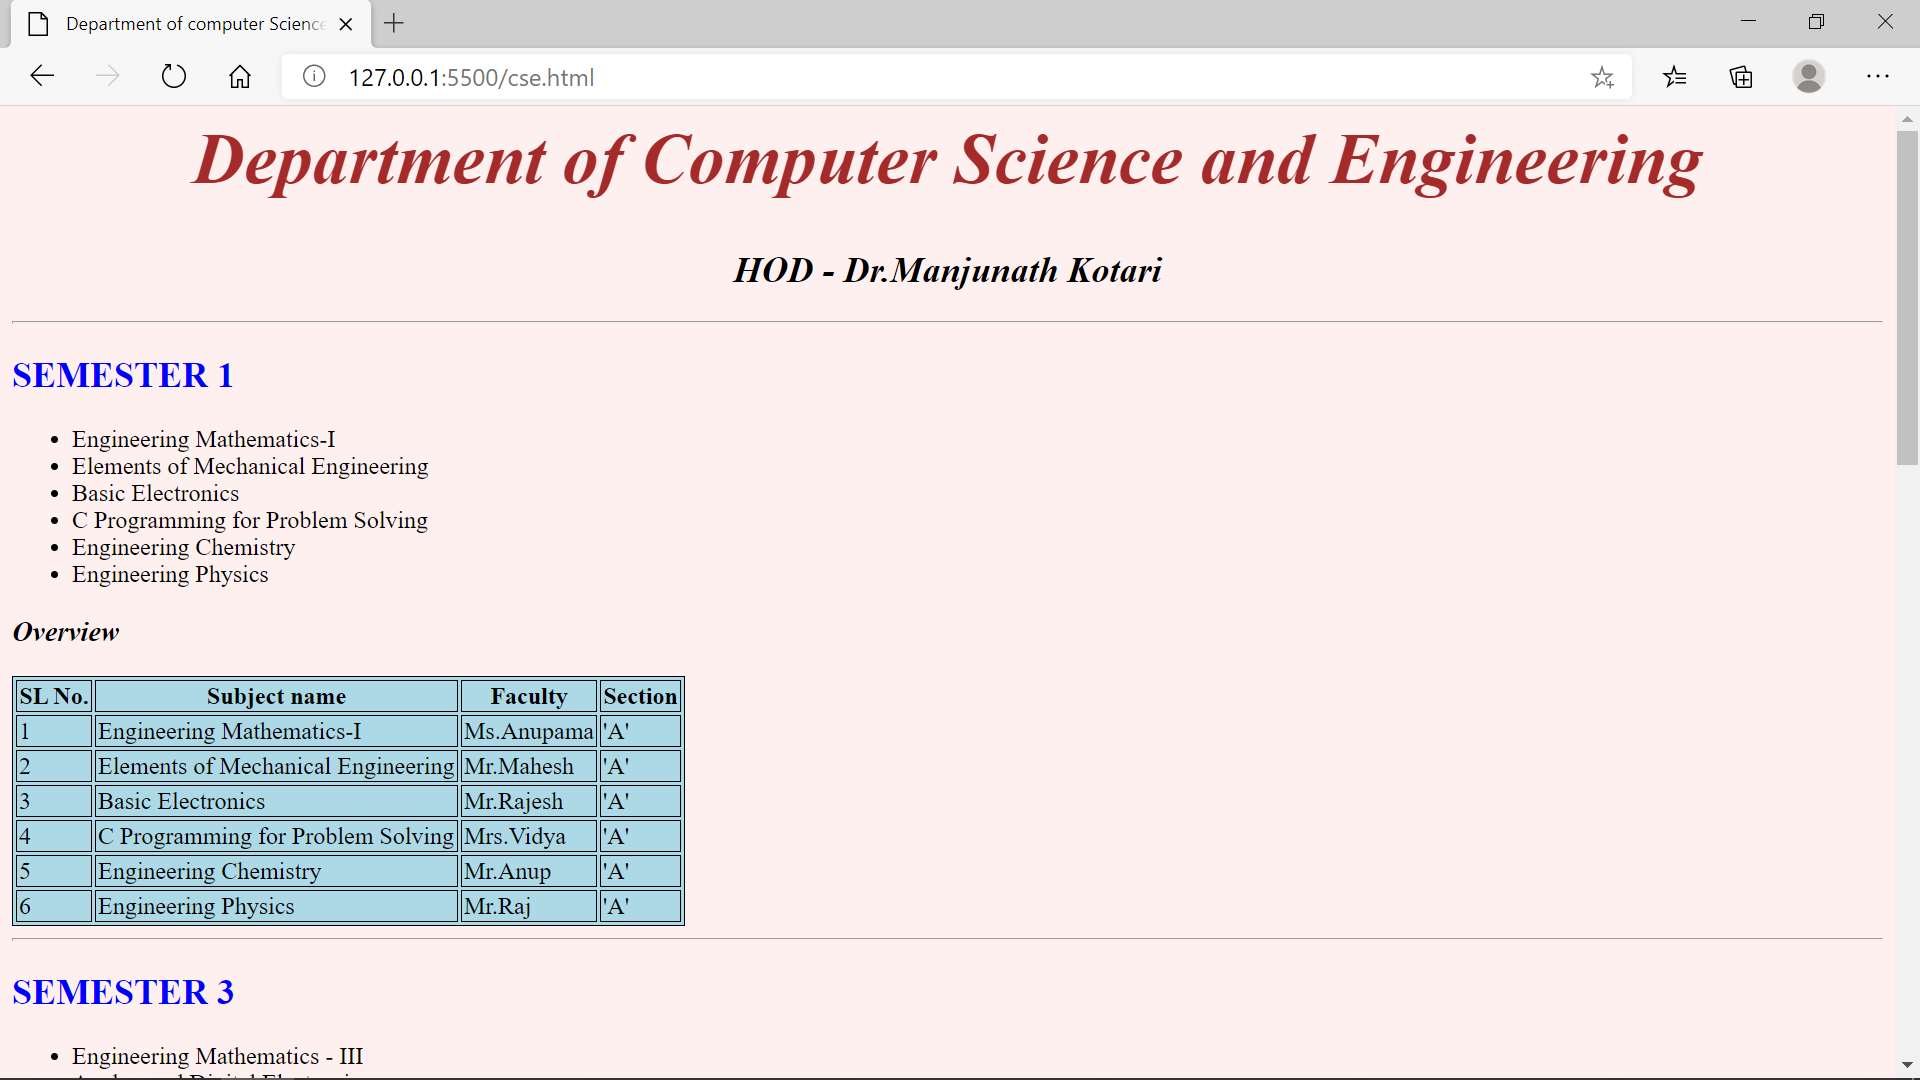 Department of computer Science
127.0.0.1:5500/cse.html
Department of Computer Science and Engineering
HOD - Dr.Manjunath Kotari
SEMESTER 1
• Engineering Mathematics-I
• Elements of Mechanical Engineering
• Basic Electronics
• C Programming for Problem Solving
• Engineering Chemistry
• Engineering Physics
Overview
SL No. Subject name Faculty Section
1 Engineering Mathematics-I Ms.Anupama 'A'
2 Elements of Mechanical Engineering Mr.Mahesh 'A'
3 Basic Electronics Mr.Rajesh 'A'
4 C Programming for Problem Solving Mrs.Vidya 'A'
5 Engineering Chemistry Mr.Anup 'A'
6 Engineering Physics Mr.Raj 'A'
SEMESTER 3
• Engineering Mathematics - III